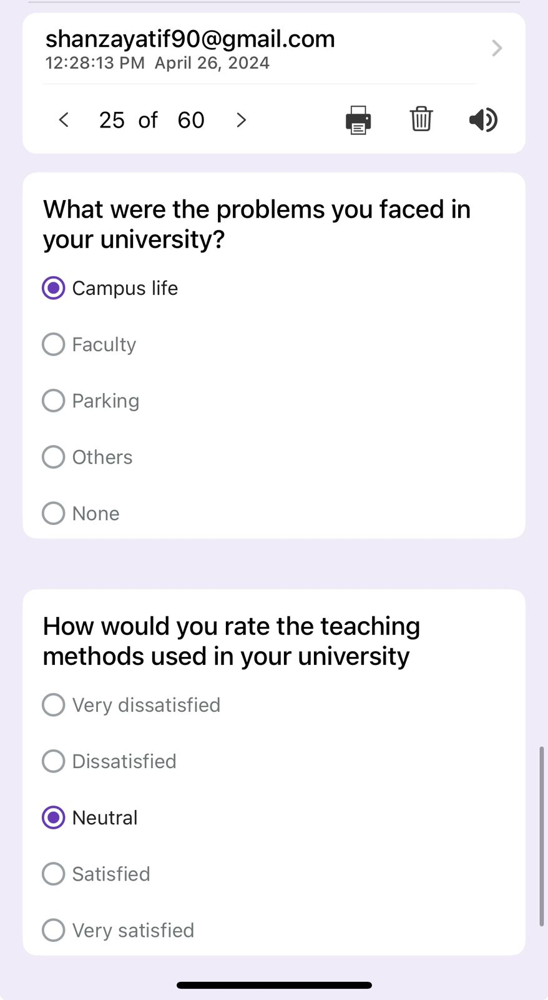 shanzayatif90@gmail.com
12:28:13 PM April 26, 2024
25 of 60
What were the problems you faced in
your university?
Campus life
Faculty
Parking
Others
None
How would you rate the teaching
methods used in your university
Very dissatisfied
Dissatisfied
Neutral
Satisfied
Very satisfied